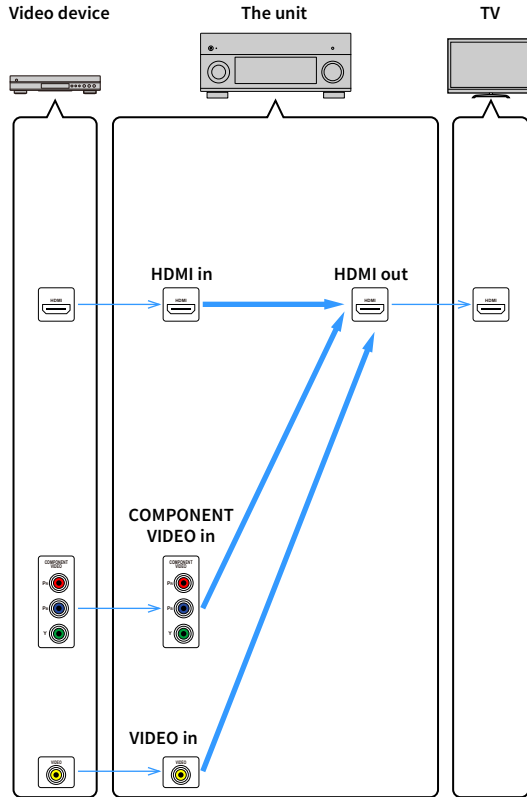 Video device
The unit
TV
HDMI in
HDMI out
HDMI
HDMI
HDMI
HDMI
COMPONENT
VIDEO in
COMPONENT
VIDEO
COMPONENT
VIDEO
PR
PR
PB
PB
Y
Y
VIDEO in
VIDEO
VIDEO